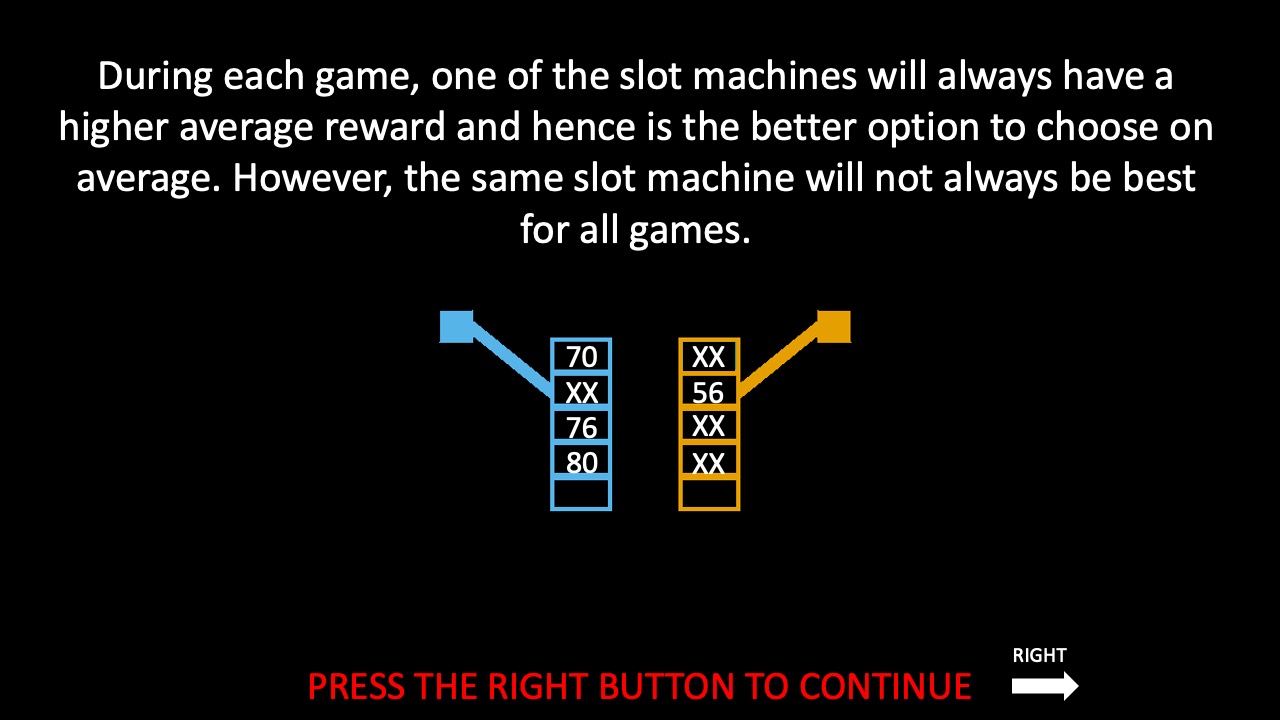 During each game, one of the slot machines will always have a
higher average reward and hence is the better option to choose on
average. However, the same slot machine will not always be best
for all games.
70 XX
XX 56
76 XX
80 XX
RIGHT
PRESS THE RIGHT BUTTON TO CONTINUE